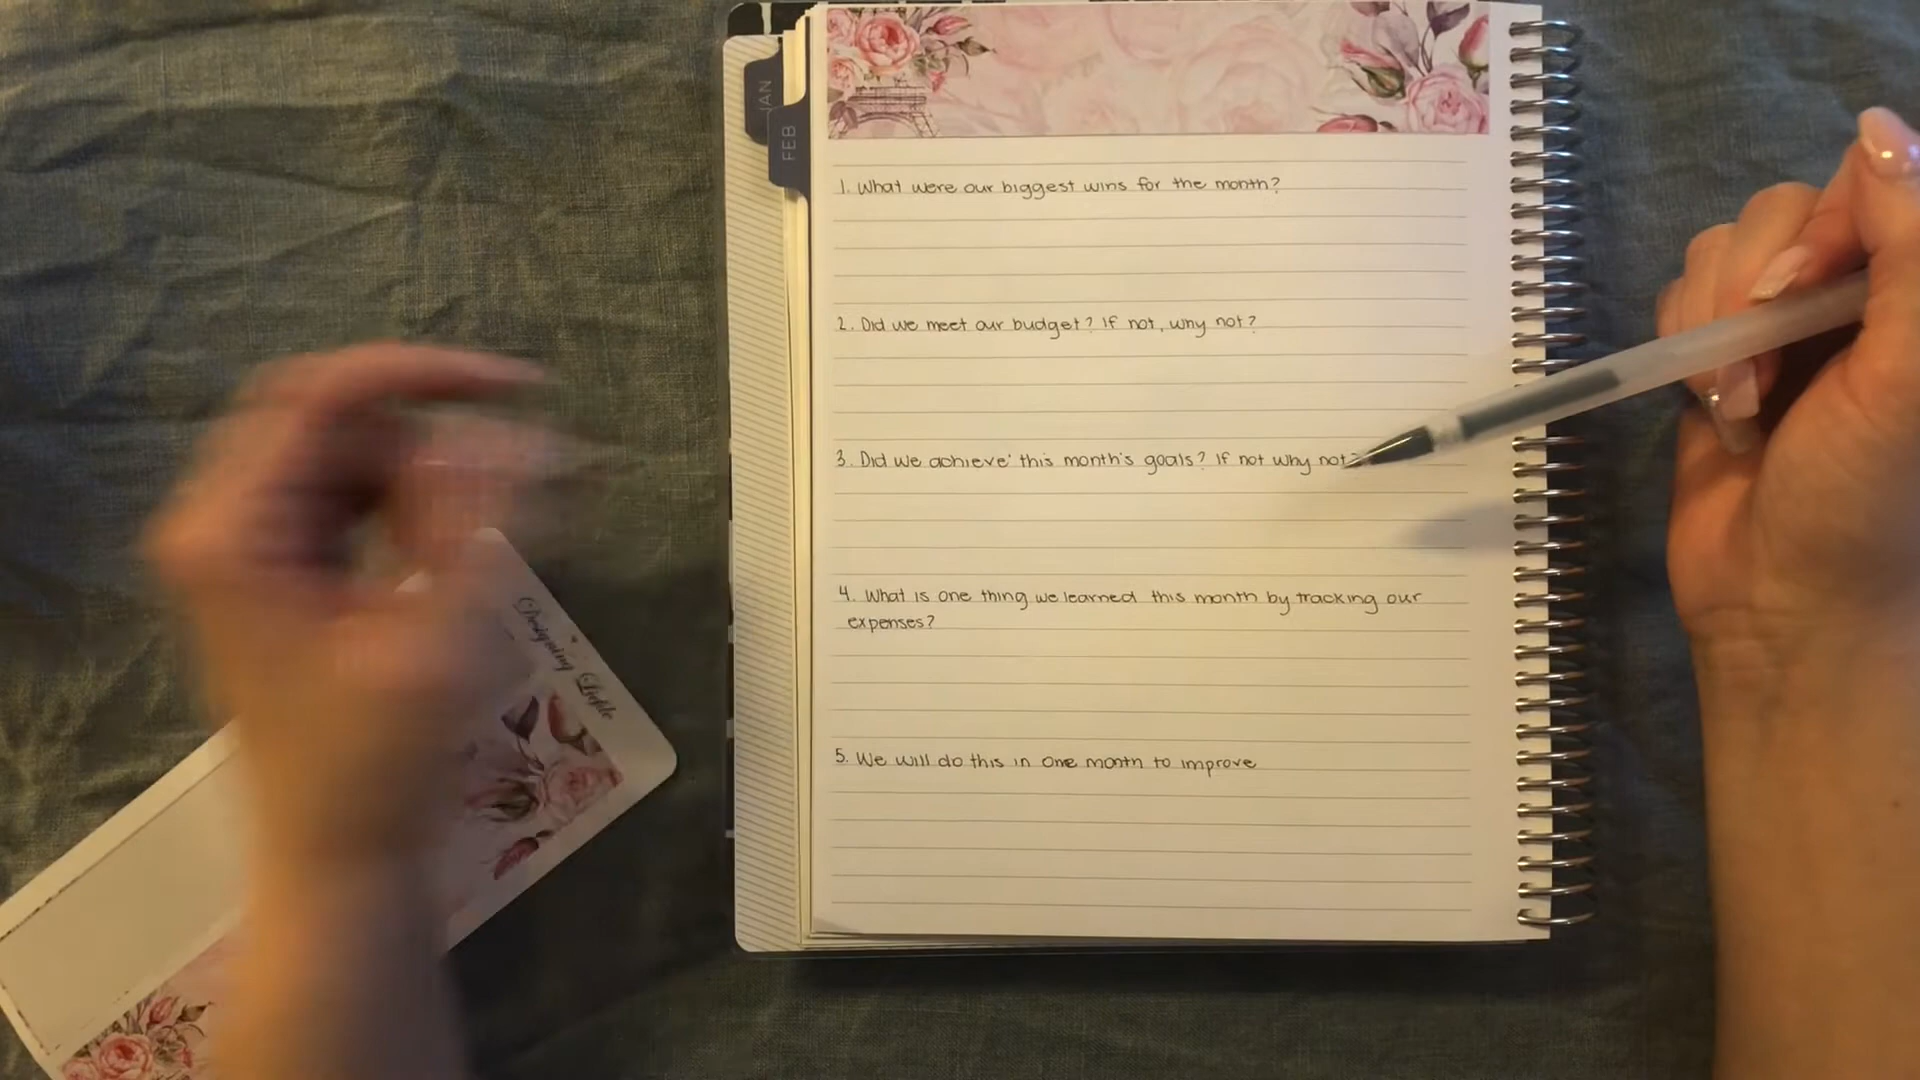 JAN
FEB
1. What were our biggest wins for the month?
2. Did we meet our budget? If not, why not?
3. Did we achieve' this month's goals? If not why not?
4. What is one thing we learned this month by tracking our
expenses?
5. We will do this in one month to improve
Designing Liefde